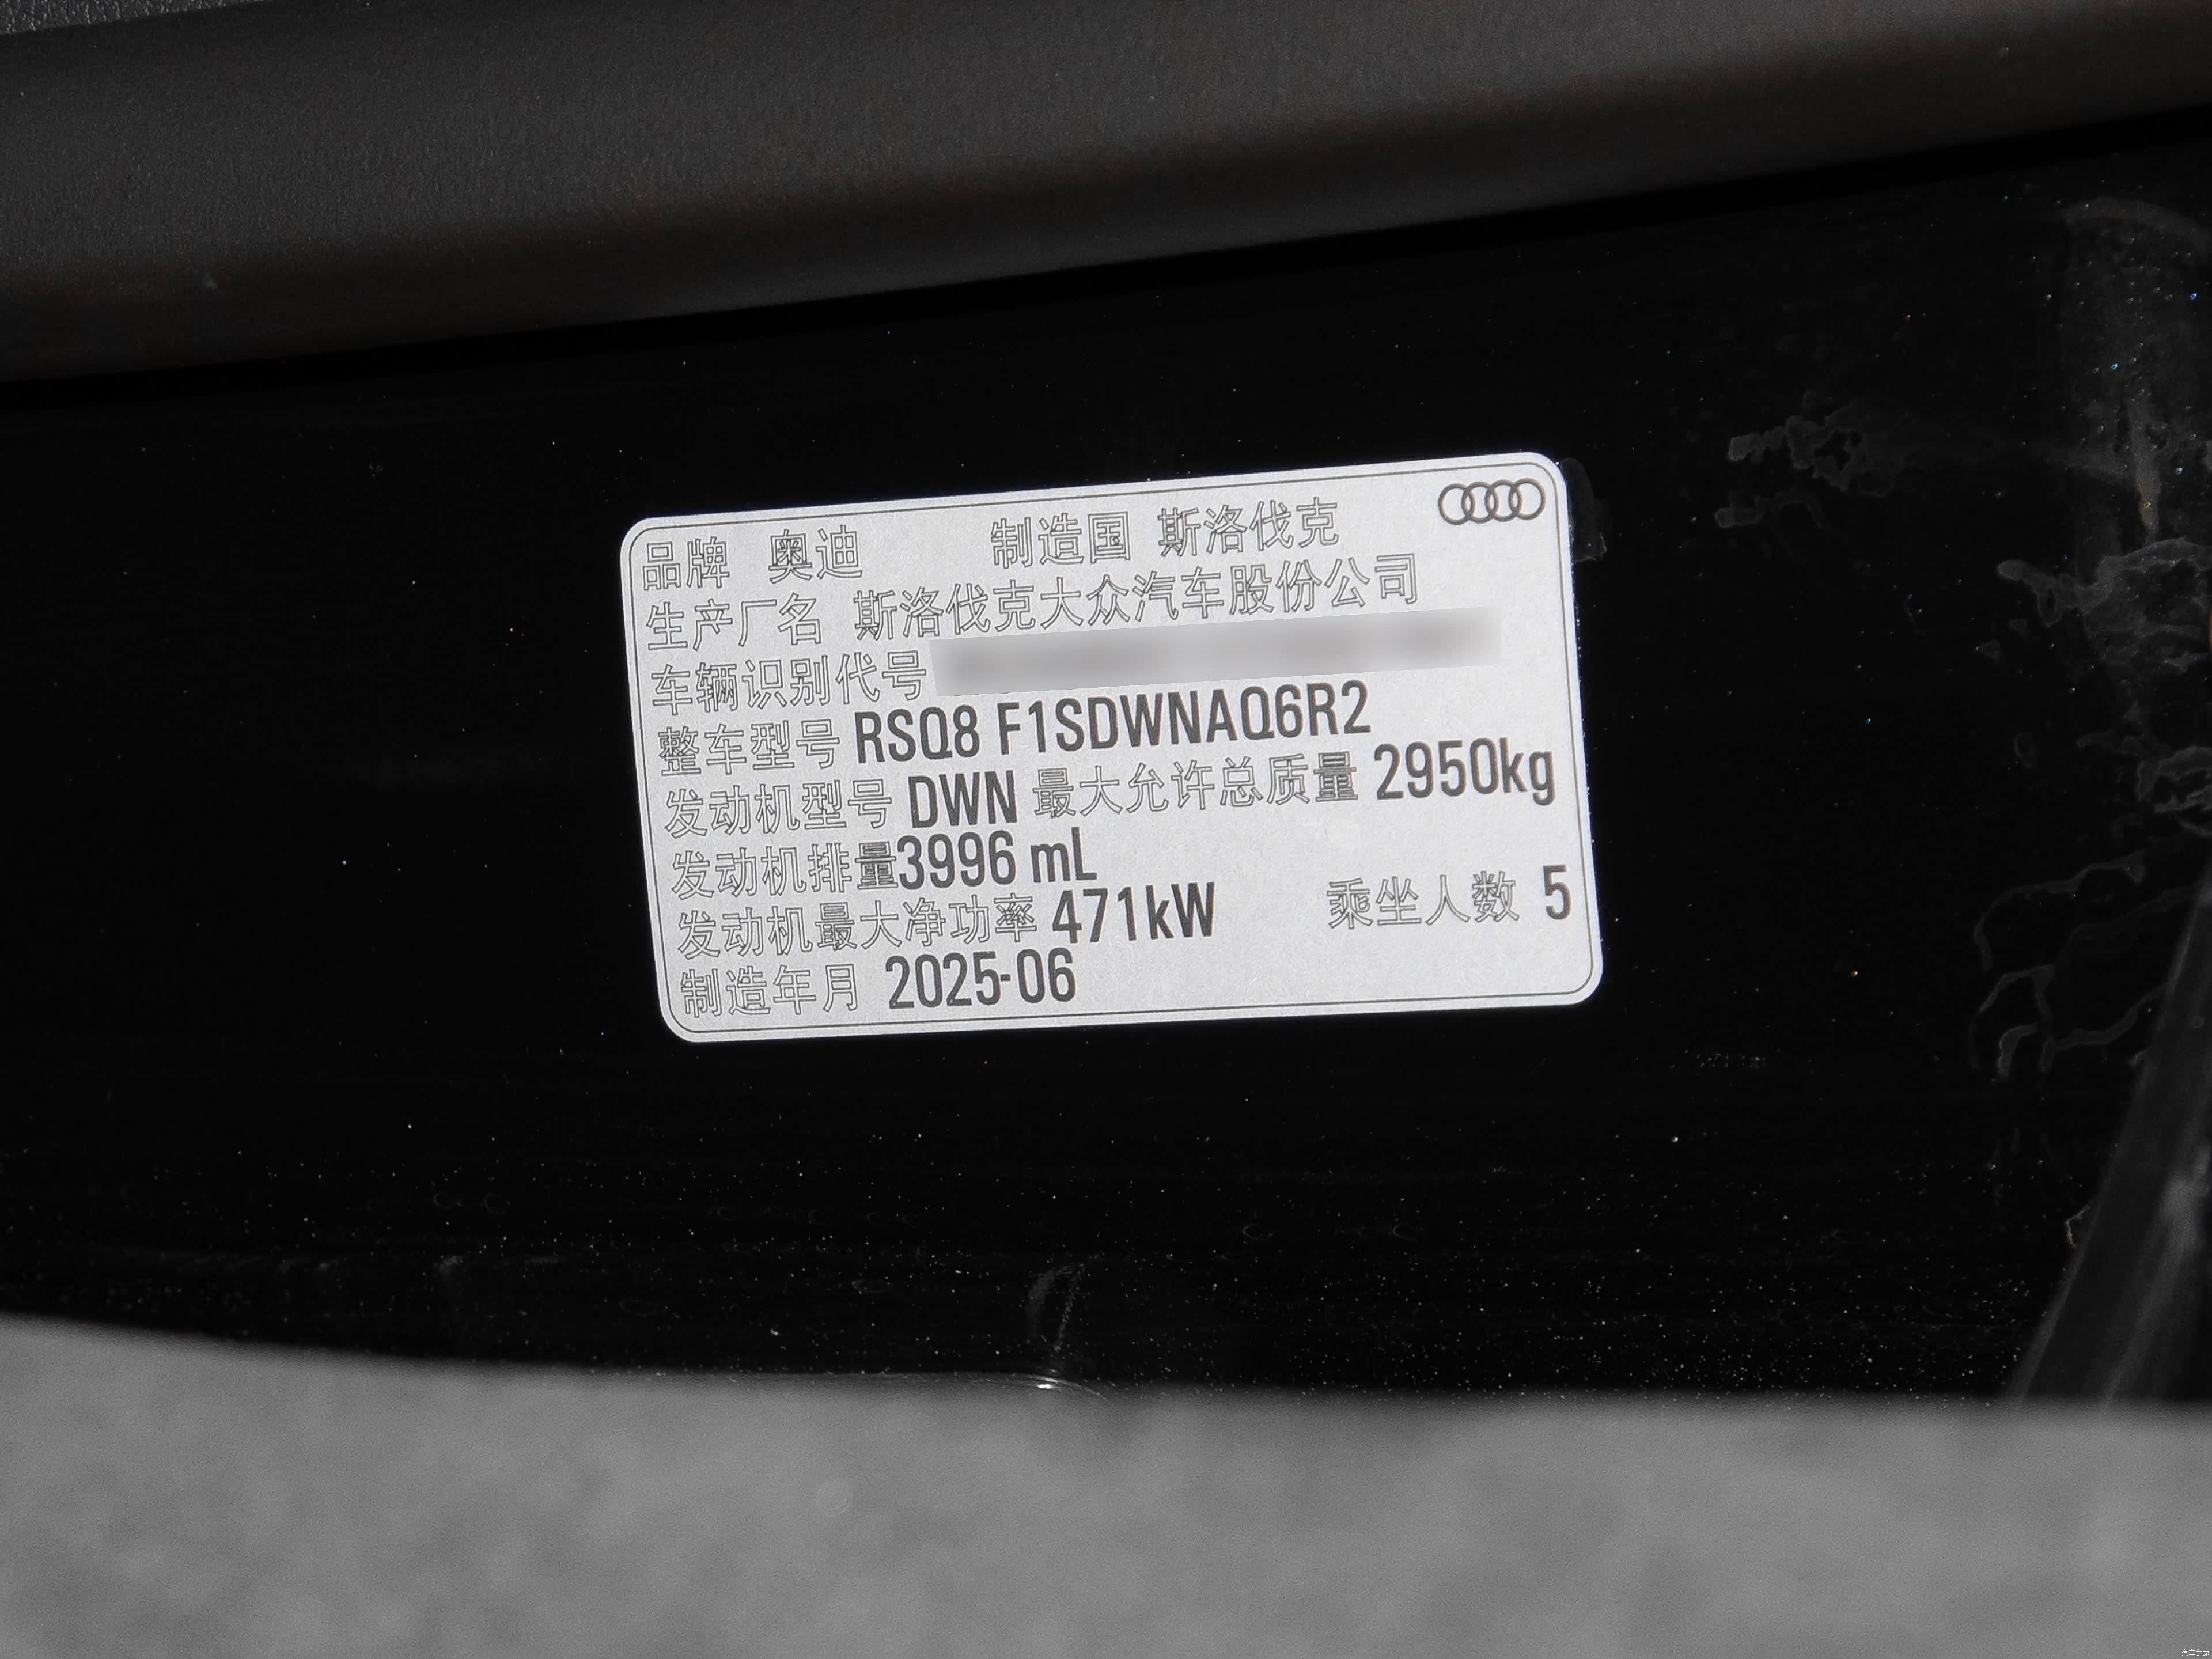 品牌 奥迪 制造国 斯洛伐克
生产厂名 斯洛伐克大众汽车股份公司
车辆识别代号
整车型号 RSQ8 F1SDWNAQ6R2
发动机型号 DWN 最大允许总质量 2950kg
发动机排量3996 mL
发动机最大净功率 471kW 乘坐人数 5
制造年月 2025-06
汽车之家